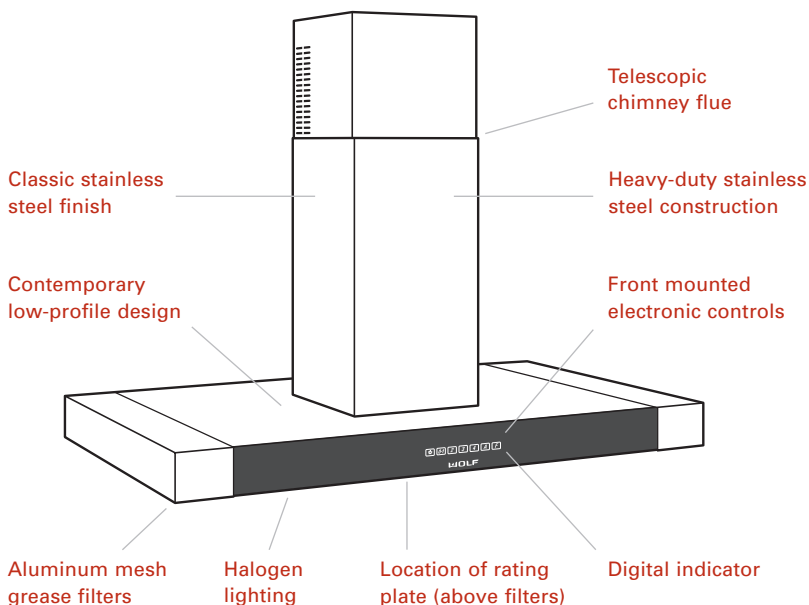 Telescopic
chimney flue
Classic stainless
steel finish
Heavy-duty stainless
steel construction
Contemporary
low-profile design
Front mounted
electronic controls
WOLF
Aluminum mesh
grease filters
Halogen
lighting
Location of rating
plate (above filters)
Digital indicator